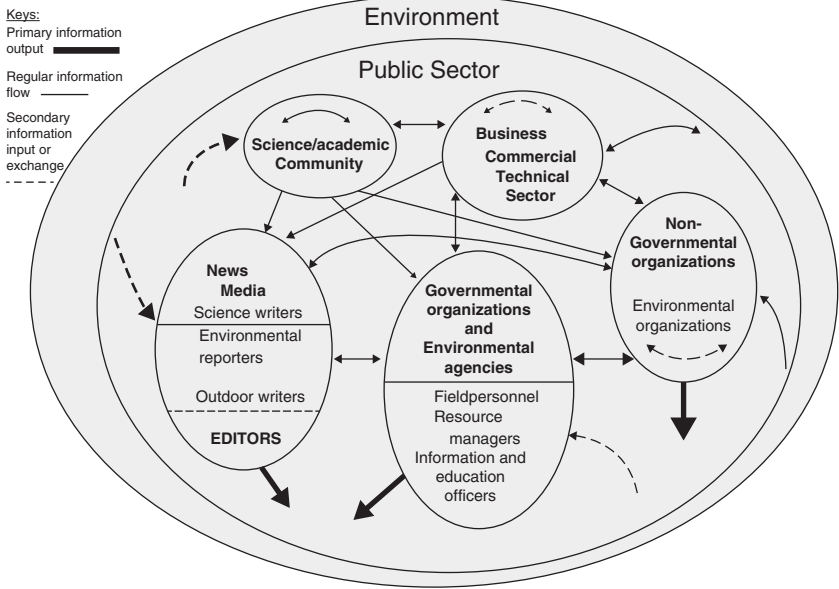 Keys:
Primary information
output
Regular information
flow
Secondary
information
input or
exchange
Environment
Public Sector
Science/academic
Community
Business
Commercial
Technical
Sector
Non-
Governmental
organizations
Environmental
organizations
News
Media
Science writers
Environmental
reporters
Outdoor writers
EDITORS
Governmental
organizations
and
Environmental
agencies
Fieldpersonnel
Resource
managers
Information and
education
officers